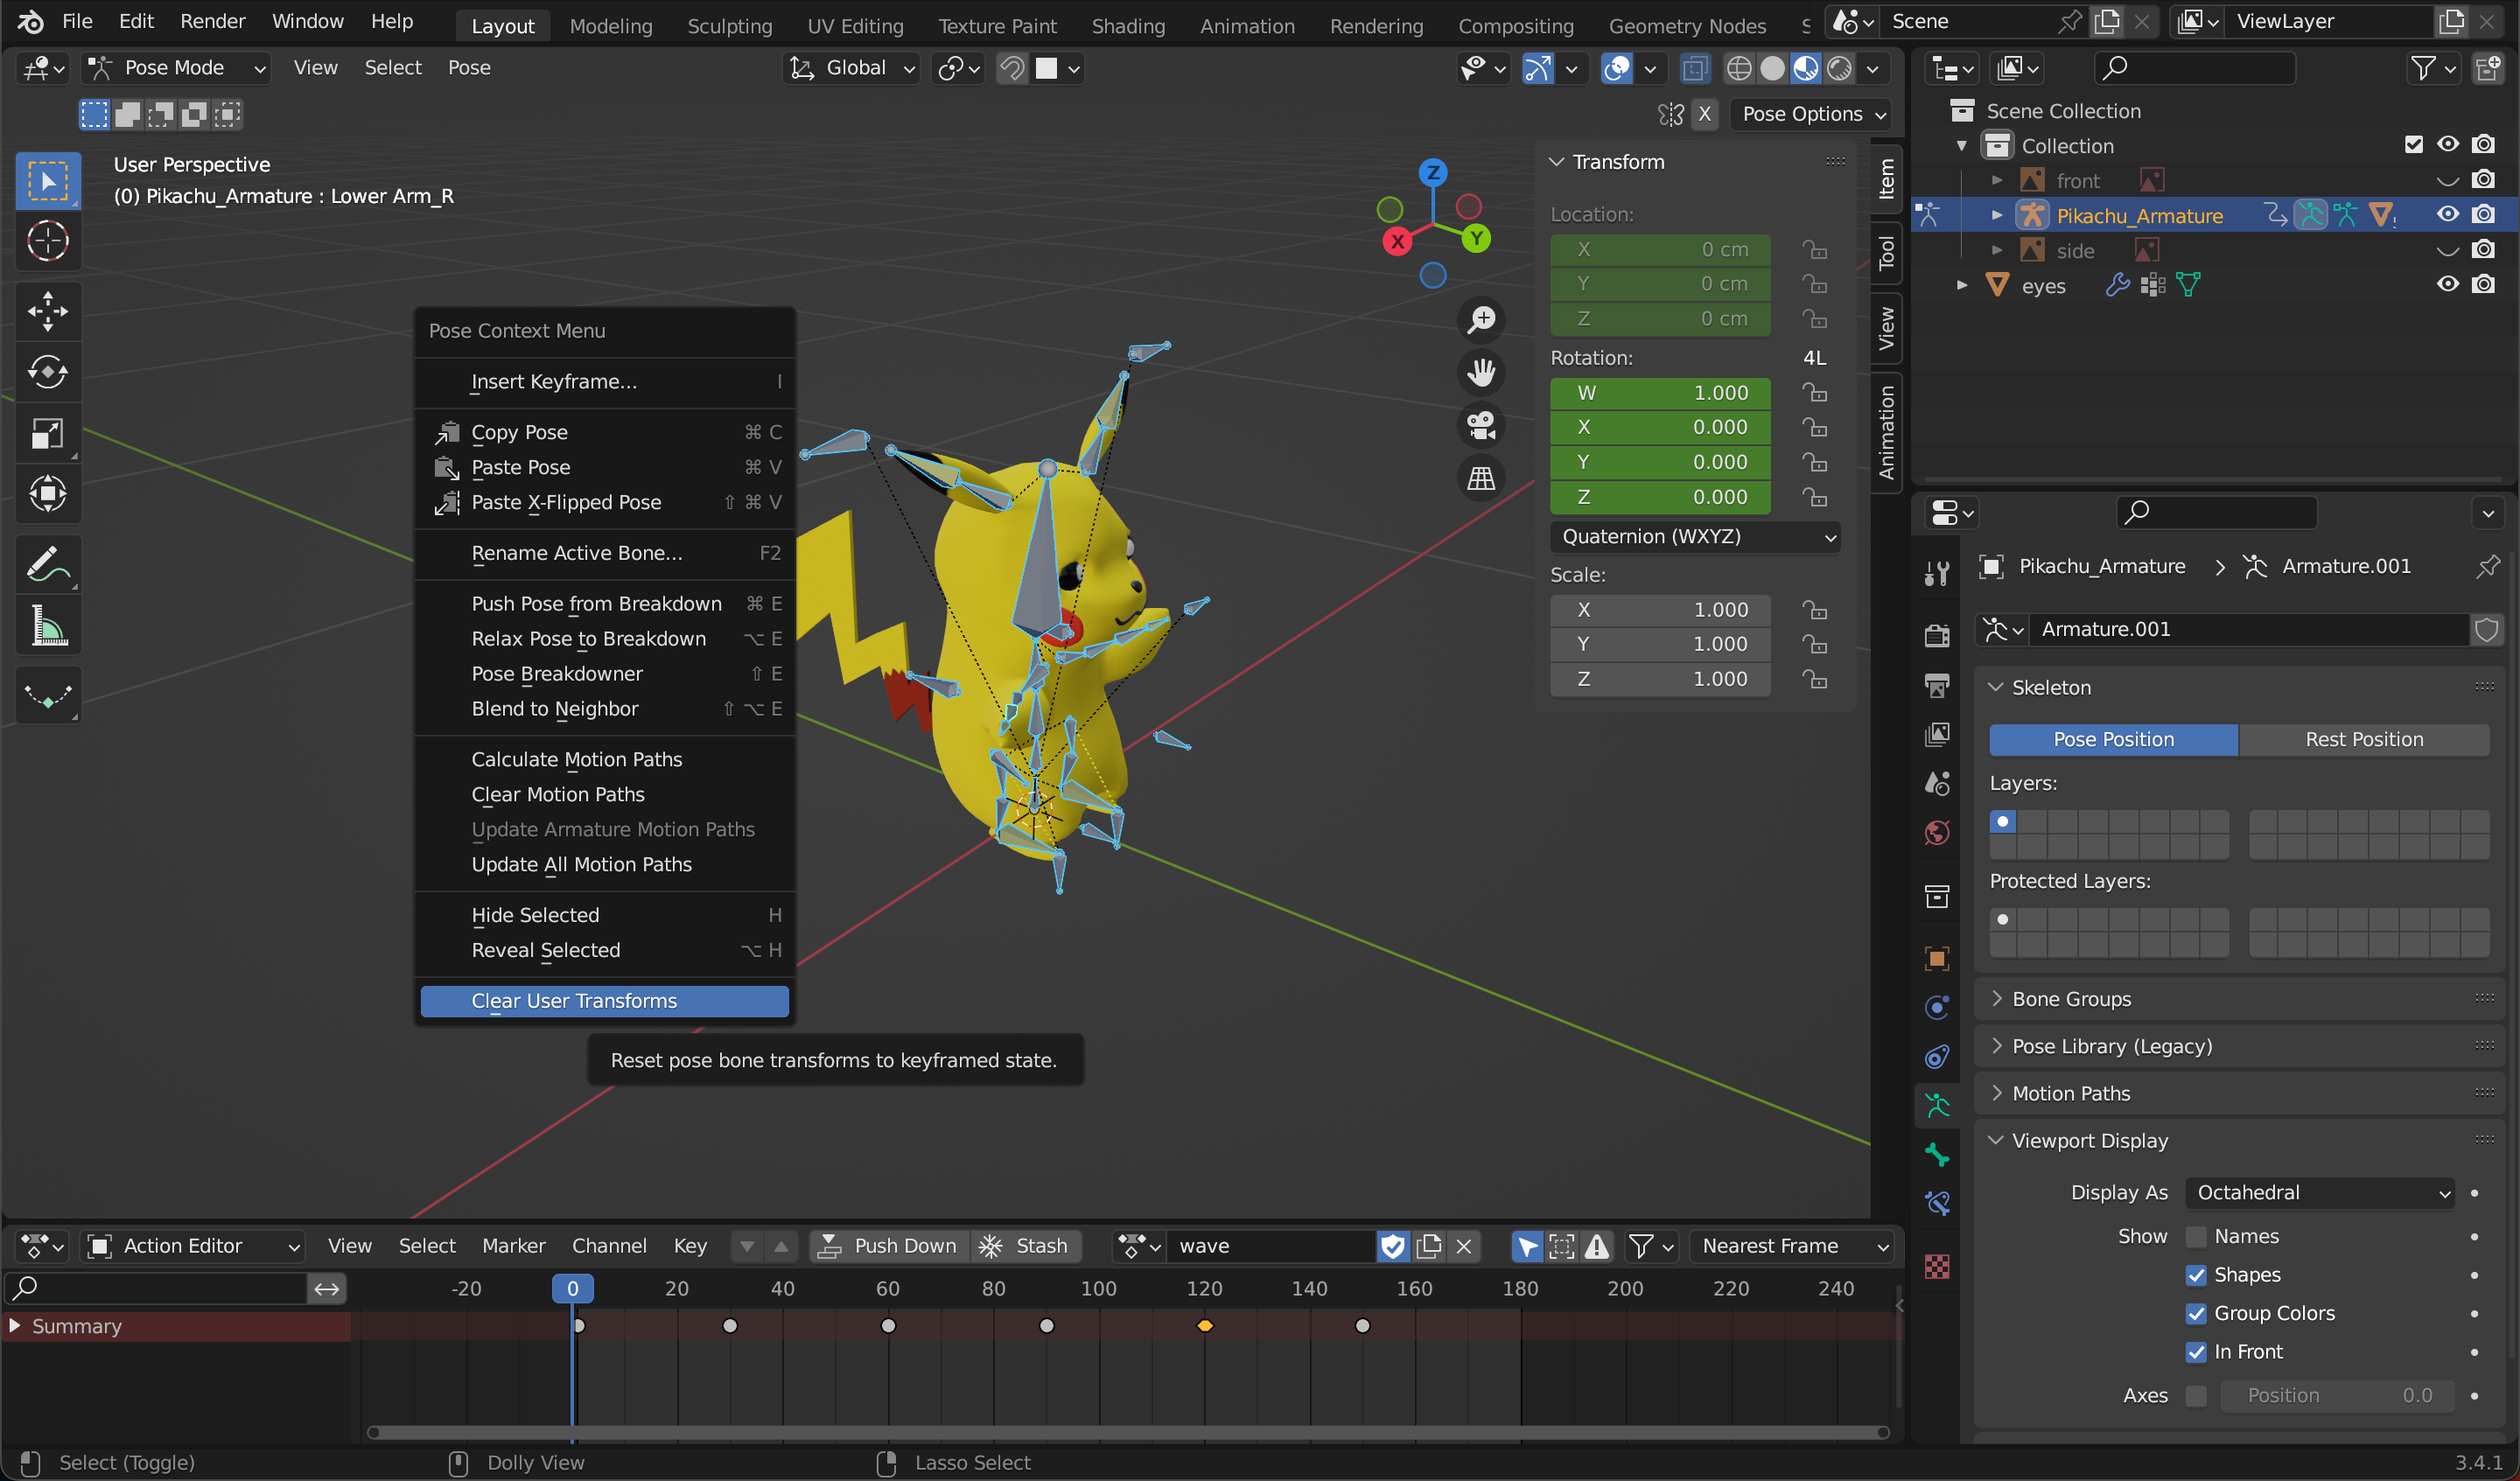 File Edit Render Window Help Layout Modeling Sculpting UV Editing Texture Paint Shading Animation Rendering Compositing Geometry Nodes Scene ViewLayer
Pose Mode View Select Pose Global
X Pose Options
User Perspective
(0) Pikachu_Armature : Lower Arm_R
Z
X
Y
Pose Context Menu
Insert Keyframe... I
Copy Pose ⌘ C
Paste Pose ⌘ V
Paste X-Flipped Pose ⇧ ⌘ V
Rename Active Bone... F2
Push Pose from Breakdown ⌘ E
Relax Pose to Breakdown ⌥ E
Pose Breakdowner ⇧ E
Blend to Neighbor ⇧ ⌥ E
Calculate Motion Paths
Clear Motion Paths
Update Armature Motion Paths
Update All Motion Paths
Hide Selected H
Reveal Selected ⌥ H
Clear User Transforms
Reset pose bone transforms to keyframed state.
Transform
Location:
X 0 cm
Y 0 cm
Z 0 cm
Rotation: 4L
W 1.000
X 0.000
Y 0.000
Z 0.000
Quaternion (WXYZ)
Scale:
X 1.000
Y 1.000
Z 1.000
Item
Tool
View
Animation
Scene Collection
Collection
front
Pikachu_Armature
side
eyes
Pikachu_Armature Armature.001
Armature.001
Skeleton
Pose Position Rest Position
Layers:
Protected Layers:
Bone Groups
Pose Library (Legacy)
Motion Paths
Viewport Display
Display As Octahedral
Show Names
Shapes
Group Colors
In Front
Axes Position 0.0
Action Editor View Select Marker Channel Key Push Down Stash wave Nearest Frame
-20 0 20 40 60 80 100 120 140 160 180 200 220 240
Summary
Select (Toggle) Dolly View Lasso Select 3.4.1